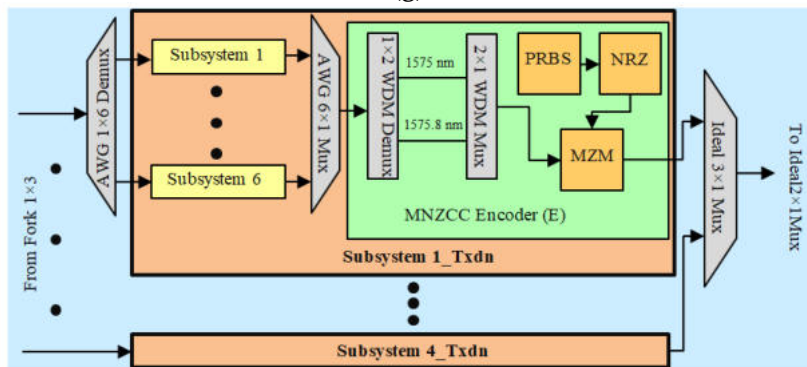 (g)
From Fork 1×3
AWG 1×6 Demux
Subsystem 1
Subsystem 6
AWG 6×1 Mux
1×2 WDM Demux
1575 nm
1575.8 nm
2×1 WDM Mux
PRBS
NRZ
MZM
MNZCC Encoder (E)
Subsystem 1_Txdn
Subsystem 4_Txdn
Ideal 3×1 Mux
To Ideal2×1Mux